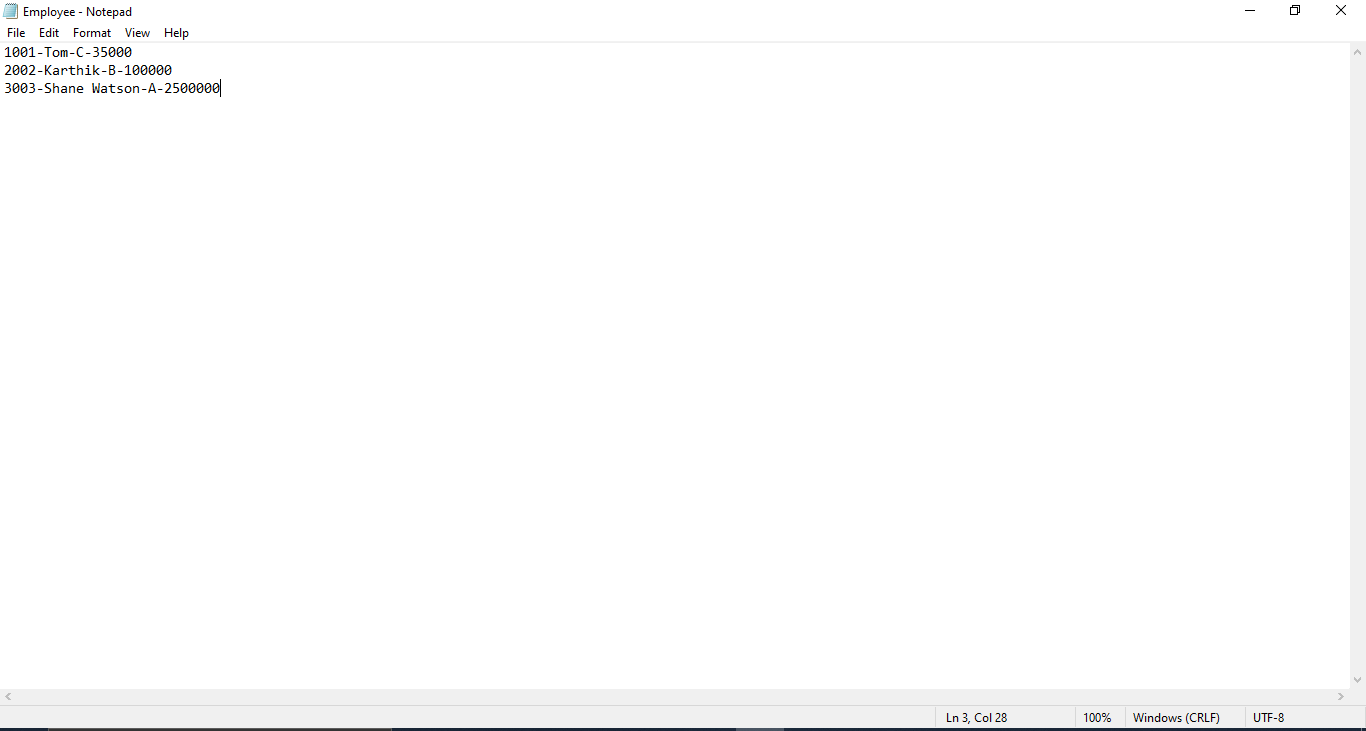 Employee - Notepad
File Edit Format View Help
1001-Tom-C-35000
2002-Karthik-B-100000
3003-Shane Watson-A-2500000
Ln 3, Col 28 100% Windows (CRLF) UTF-8